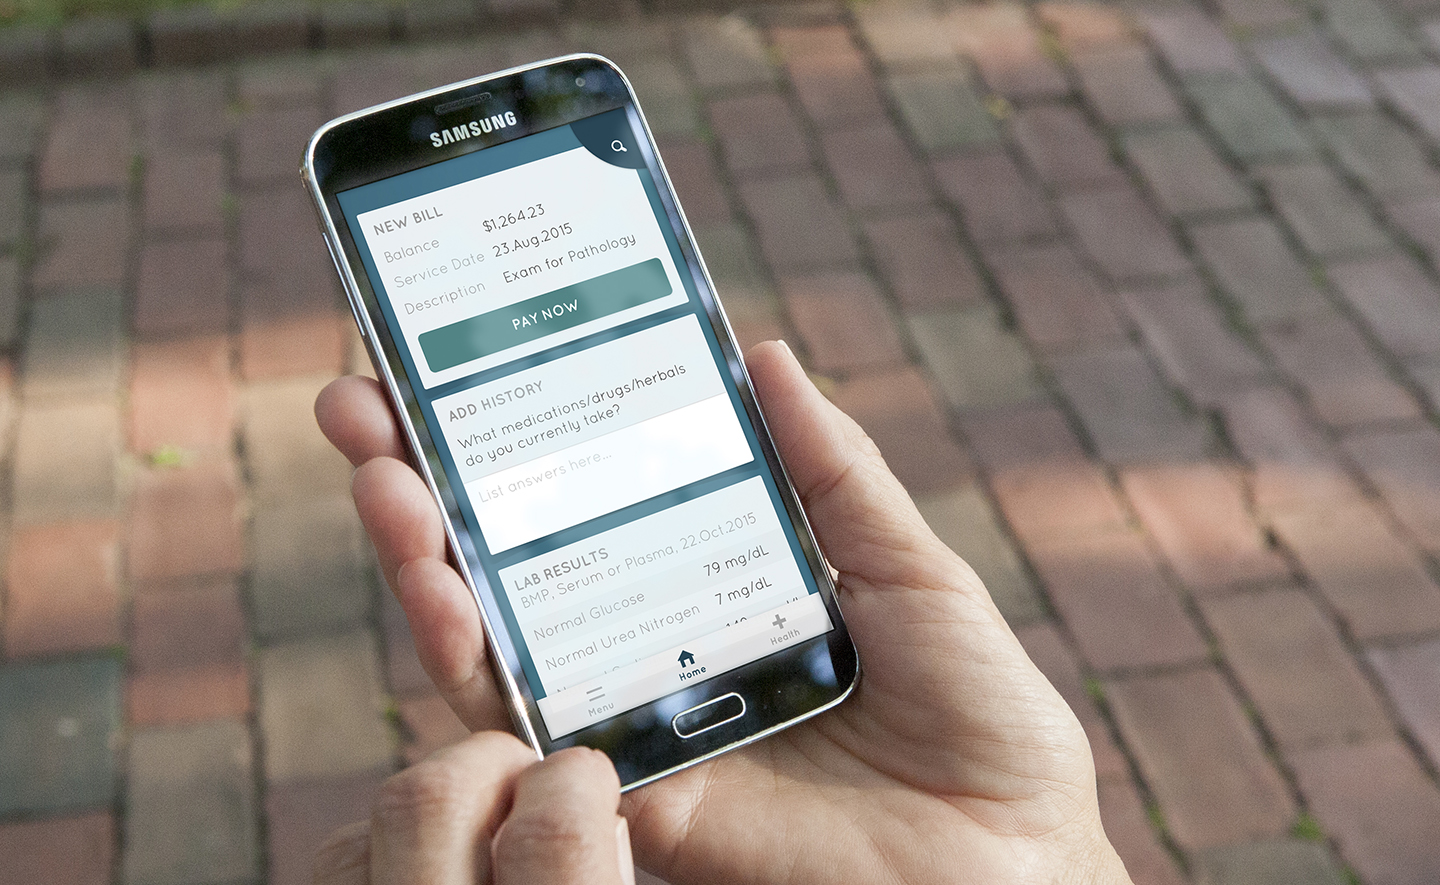 SAMSUNG
NEW BILL
Balance $1,264.23
Service Date 23.Aug.2015
Description Exam for Pathology
PAY NOW
ADD HISTORY
What medications/drugs/herbals
do you currently take?
List answers here...
LAB RESULTS
BMP, Serum or Plasma, 22.Oct.2015
Normal Glucose 79 mg/dL
Normal Urea Nitrogen 7 mg/dL
Menu Home Health